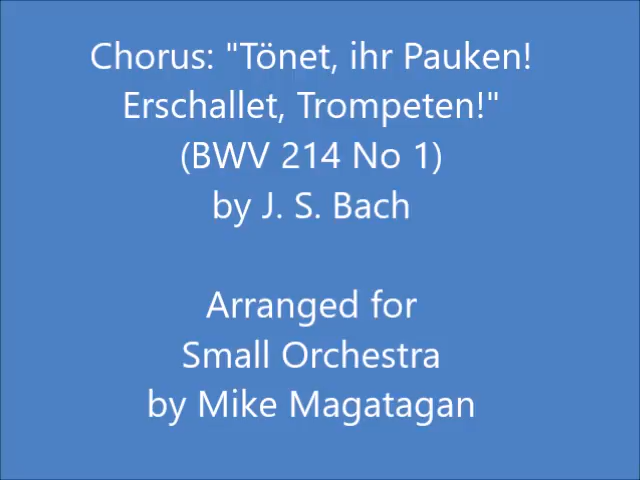 Chorus: "Tönet, ihr Pauken!
Erschallet, Trompeten!"
(BWV 214 No 1)
by J. S. Bach
Arranged for
Small Orchestra
by Mike Magatagan